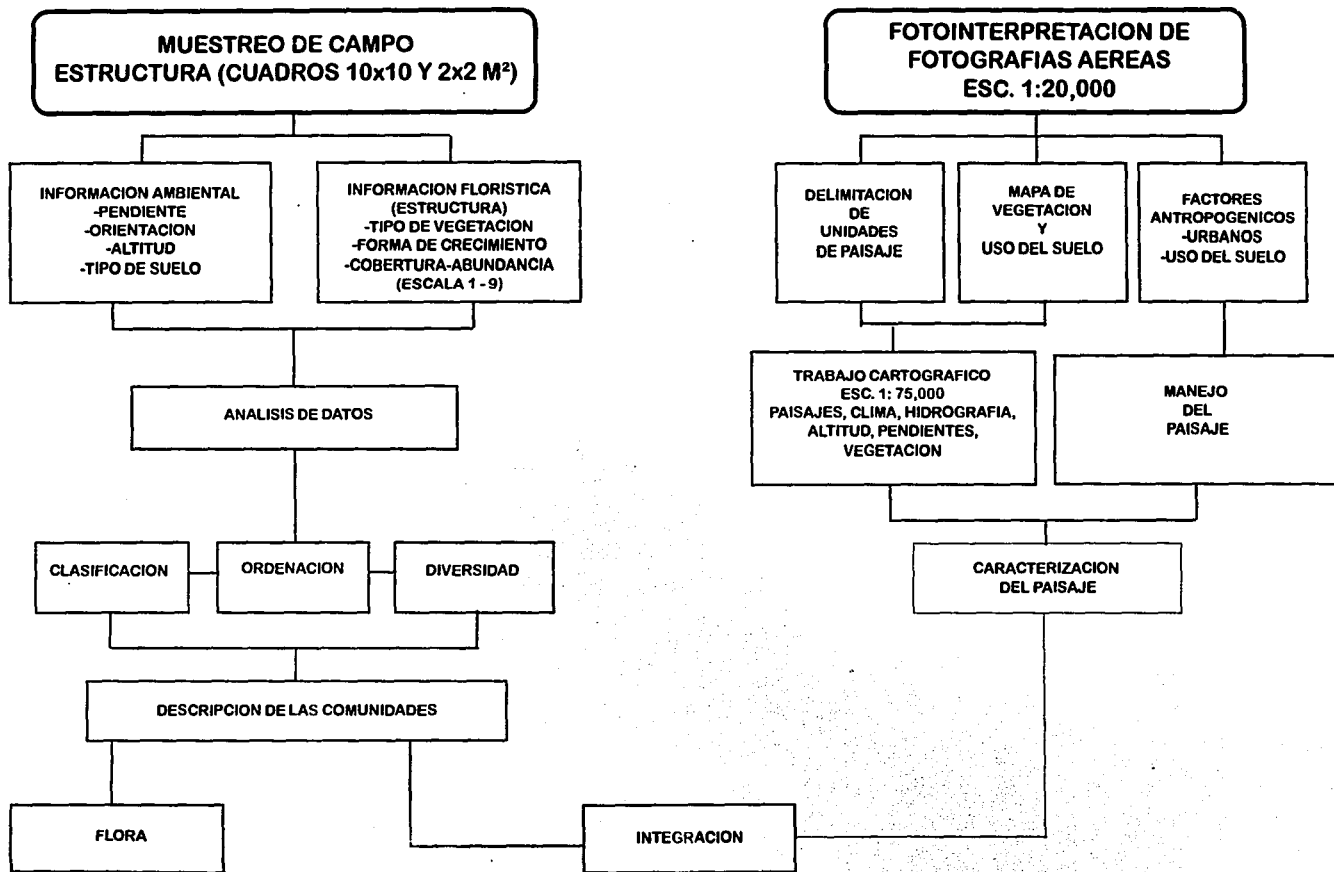 MUESTREO DE CAMPO
ESTRUCTURA (CUADROS 10x10 Y 2x2 M²)
INFORMACION AMBIENTAL
-PENDIENTE
-ORIENTACION
-ALTITUD
-TIPO DE SUELO
INFORMACION FLORISTICA
(ESTRUCTURA)
-TIPO DE VEGETACION
-FORMA DE CRECIMIENTO
-COBERTURA-ABUNDANCIA
(ESCALA 1 - 9)
ANALISIS DE DATOS
CLASIFICACION
ORDENACION
DIVERSIDAD
DESCRIPCION DE LAS COMUNIDADES
FLORA
INTEGRACION
FOTOINTERPRETACION DE
FOTOGRAFIAS AEREAS
ESC. 1:20,000
DELIMITACION
DE
UNIDADES
DE PAISAJE
MAPA DE
VEGETACION
Y
USO DEL SUELO
FACTORES
ANTROPOGENICOS
-URBANOS
-USO DEL SUELO
TRABAJO CARTOGRAFICO
ESC. 1: 75,000
PAISAJES, CLIMA, HIDROGRAFIA,
ALTITUD, PENDIENTES,
VEGETACION
MANEJO
DEL
PAISAJE
CARACTERIZACION
DEL PAISAJE